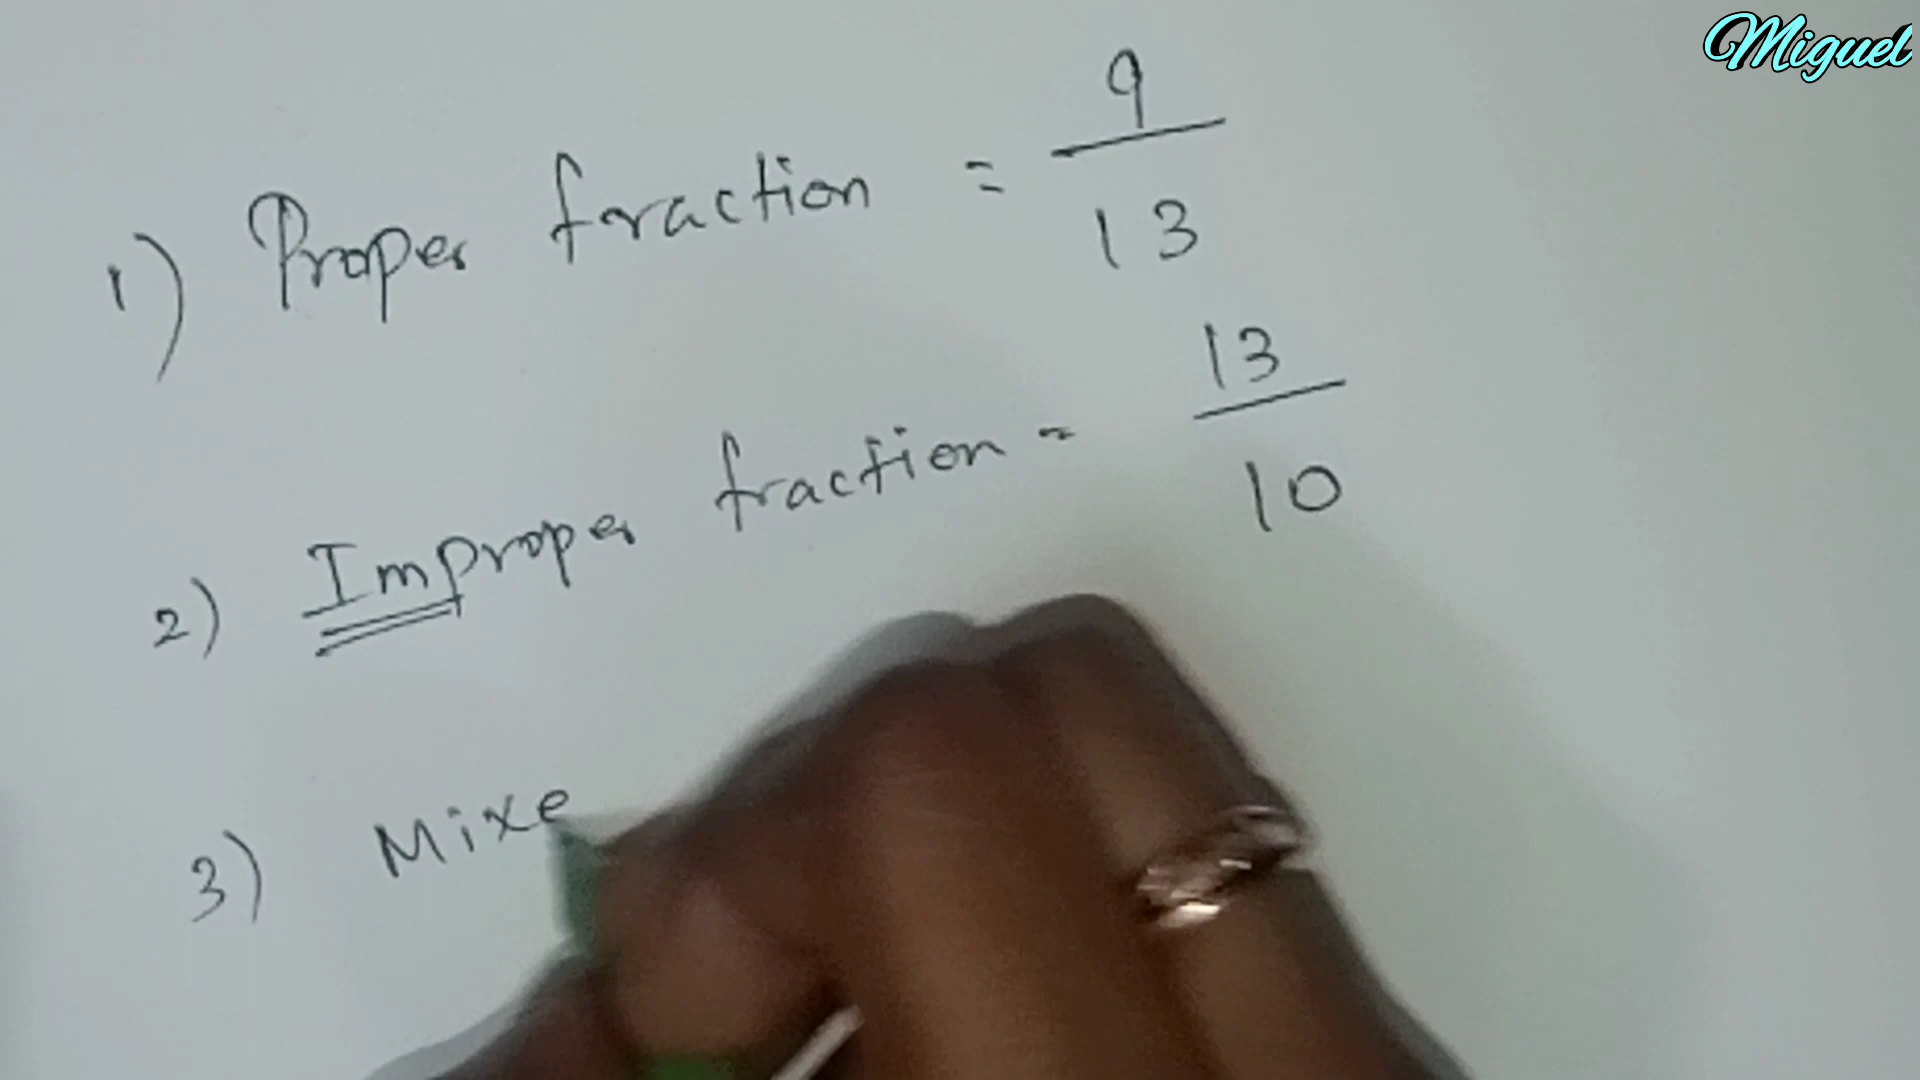 Miguel
1) Proper fraction = 9/13
2) Improper fraction = 13/10
3) Mixe